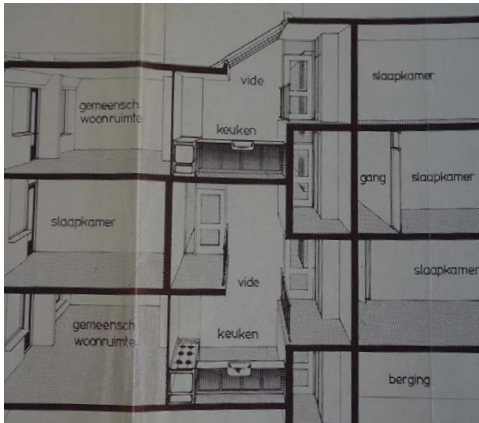 vide
slaapkamer
gemeensch.
woonruimte
keuken
gang
slaapkamer
slaapkamer
vide
slaapkamer
gemeensch.
woonruimte
keuken
berging